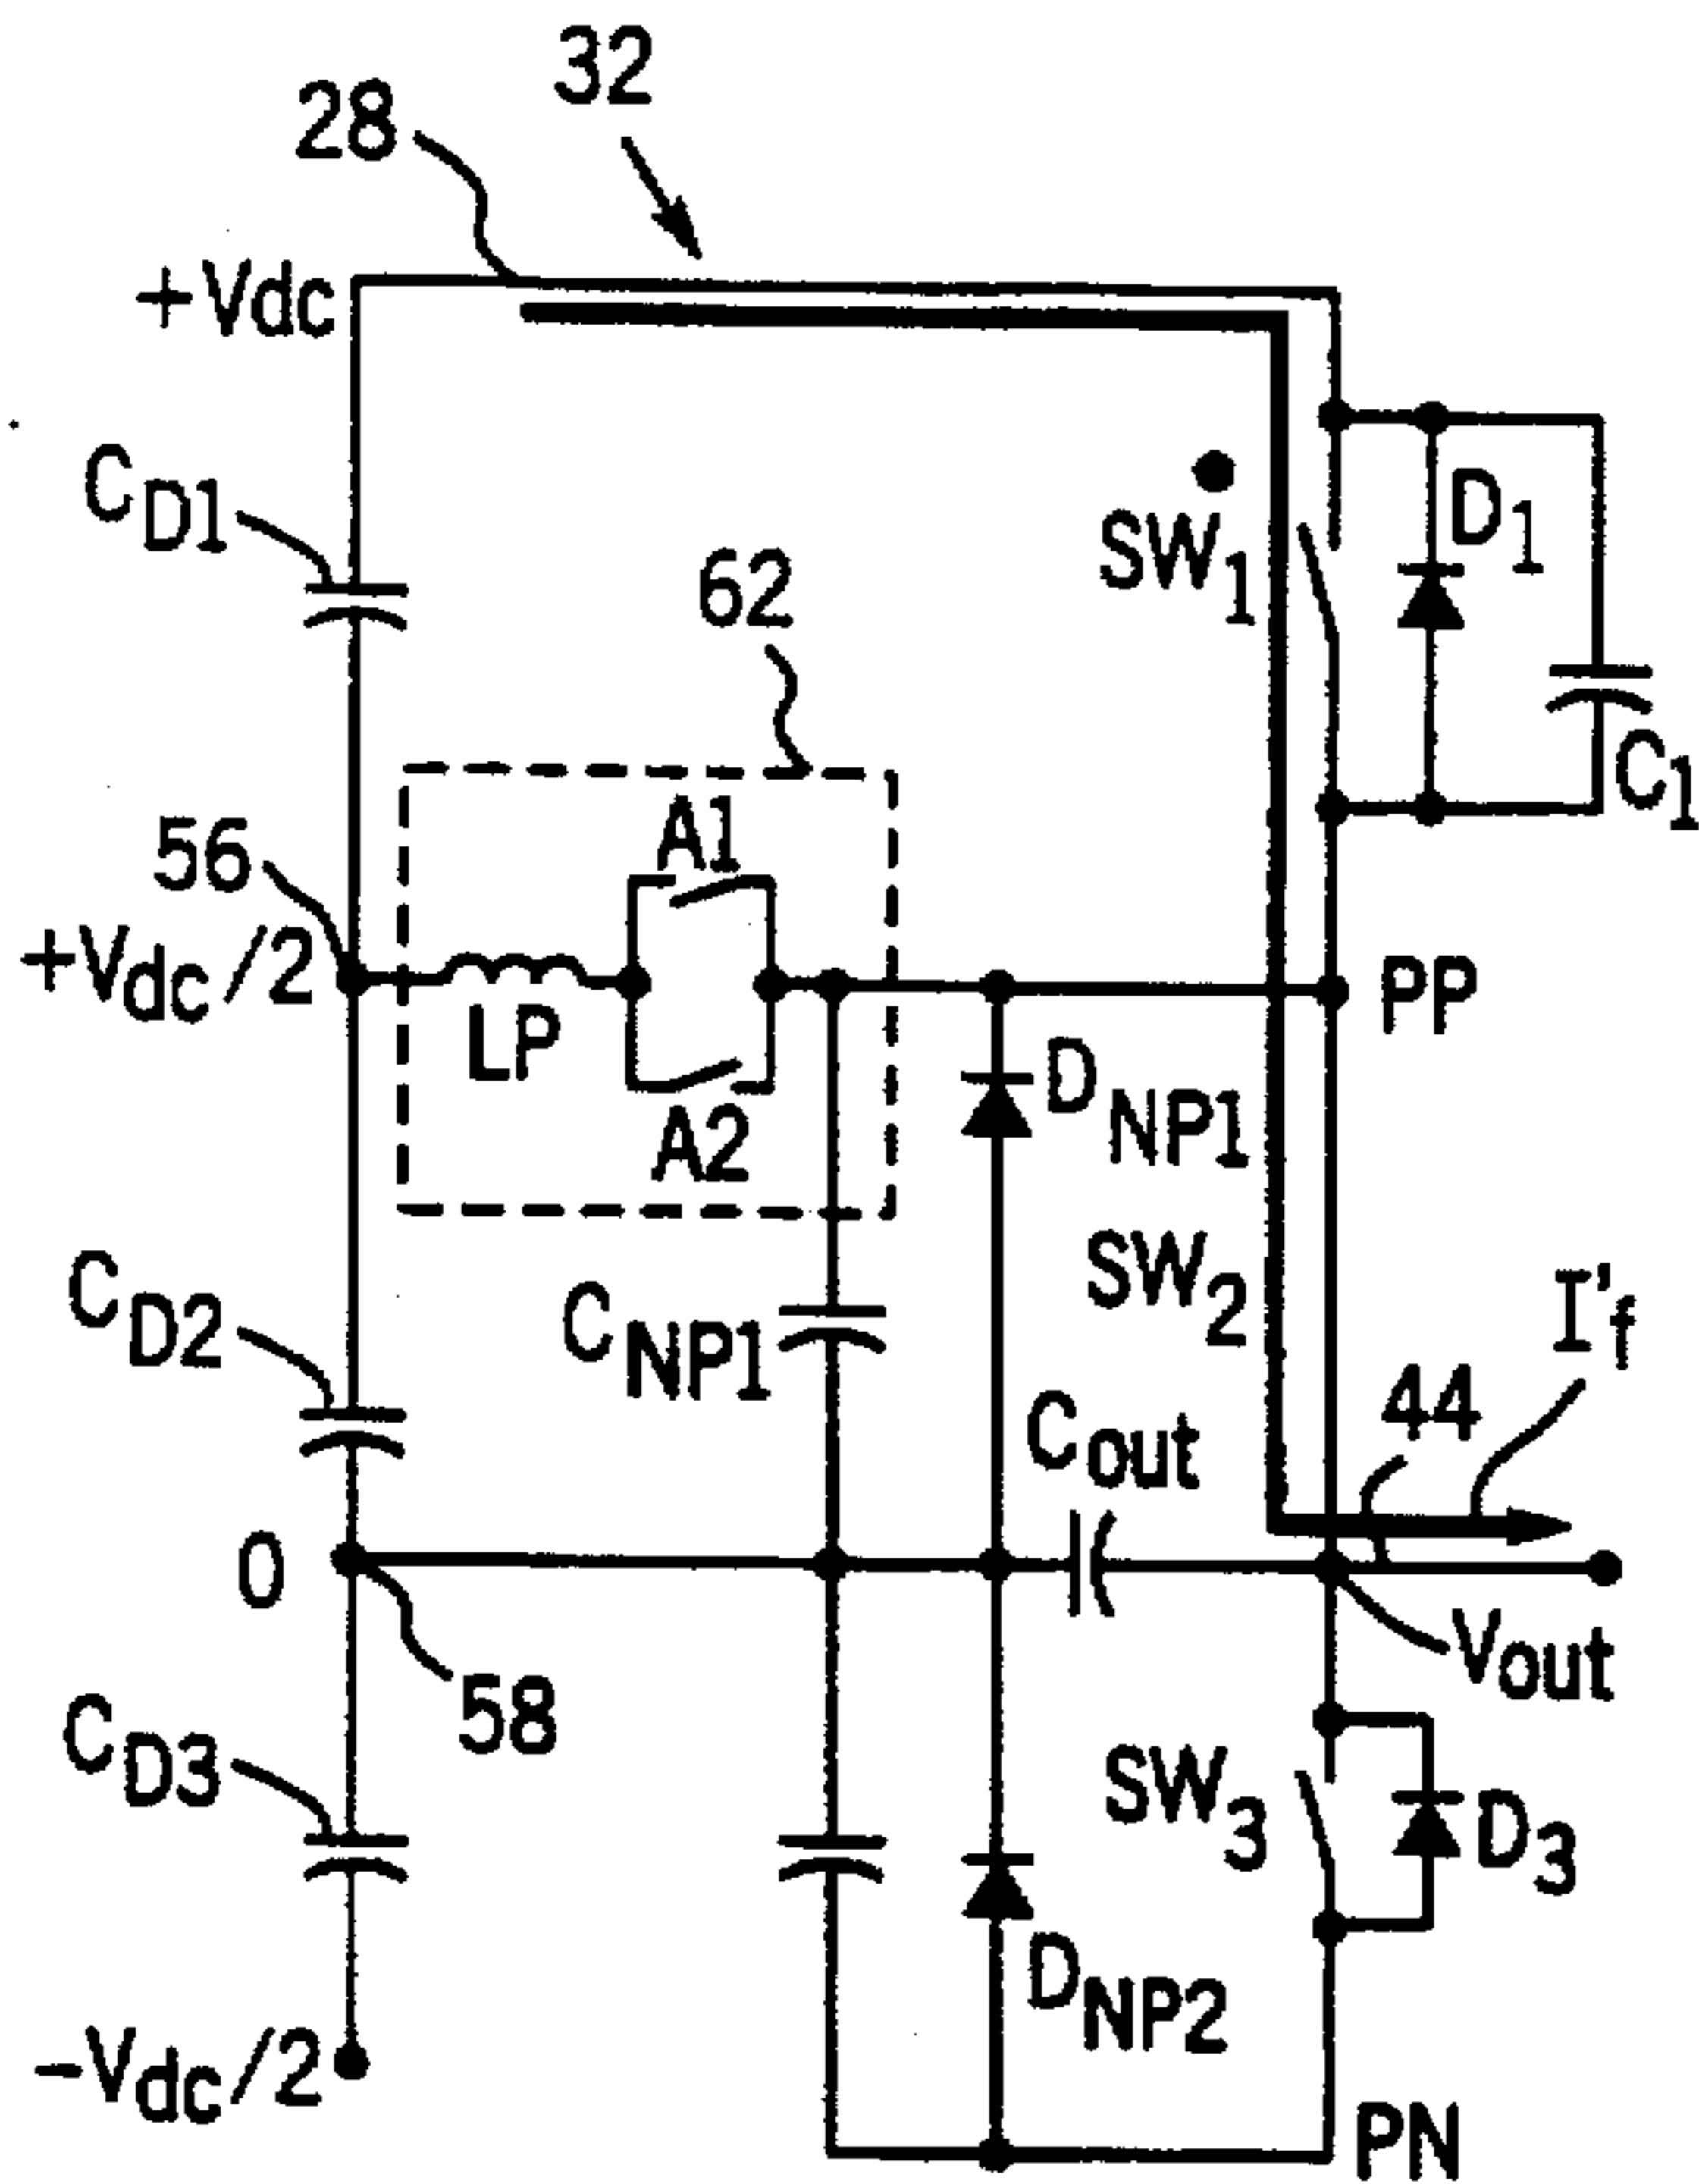 32
28
+Vdc
CD1
SW1
D1
C1
62
A1
56
+Vdc/2
LP
A2
PP
DNP1
CD2
CNP1
SW2
I'f
44
Cout
0
58
Vout
CD3
SW3
D3
DNP2
-Vdc/2
PN